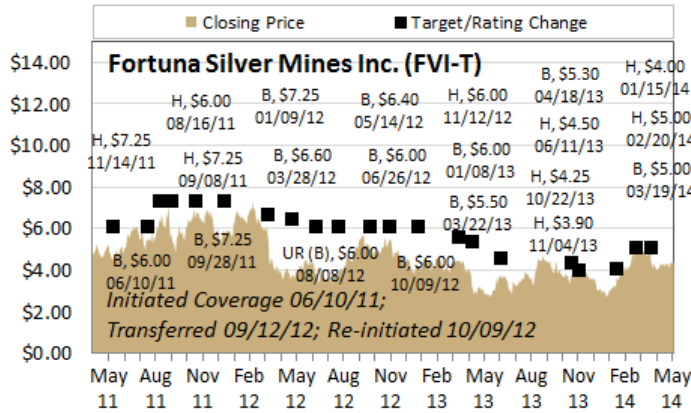 Closing Price Target/Rating Change
Fortuna Silver Mines Inc. (FVI-T)
$14.00
$12.00
$10.00
$8.00
$6.00
$4.00
$2.00
$0.00
H, $7.25
11/14/11
H, $6.00
08/16/11
H, $7.25
09/08/11
B, $7.25
01/09/12
B, $6.60
03/28/12
B, $6.40
05/14/12
B, $6.00
06/26/12
H, $6.00
11/12/12
B, $6.00
01/08/13
B, $5.50
03/22/13
B, $5.30
04/18/13
H, $4.50
06/11/13
H, $4.25
10/22/13
H, $3.90
11/04/13
H, $4.00
01/15/14
H, $5.00
02/20/14
B, $5.00
03/19/14
B, $6.00
06/10/11
B, $7.25
09/28/11
UR (B), $6.00
08/08/12
B, $6.00
10/09/12
Initiated Coverage 06/10/11;
Transferred 09/12/12; Re-initiated 10/09/12
May Aug Nov Feb May Aug Nov Feb May Aug Nov Feb May
11 11 11 12 12 12 12 13 13 13 13 14 14